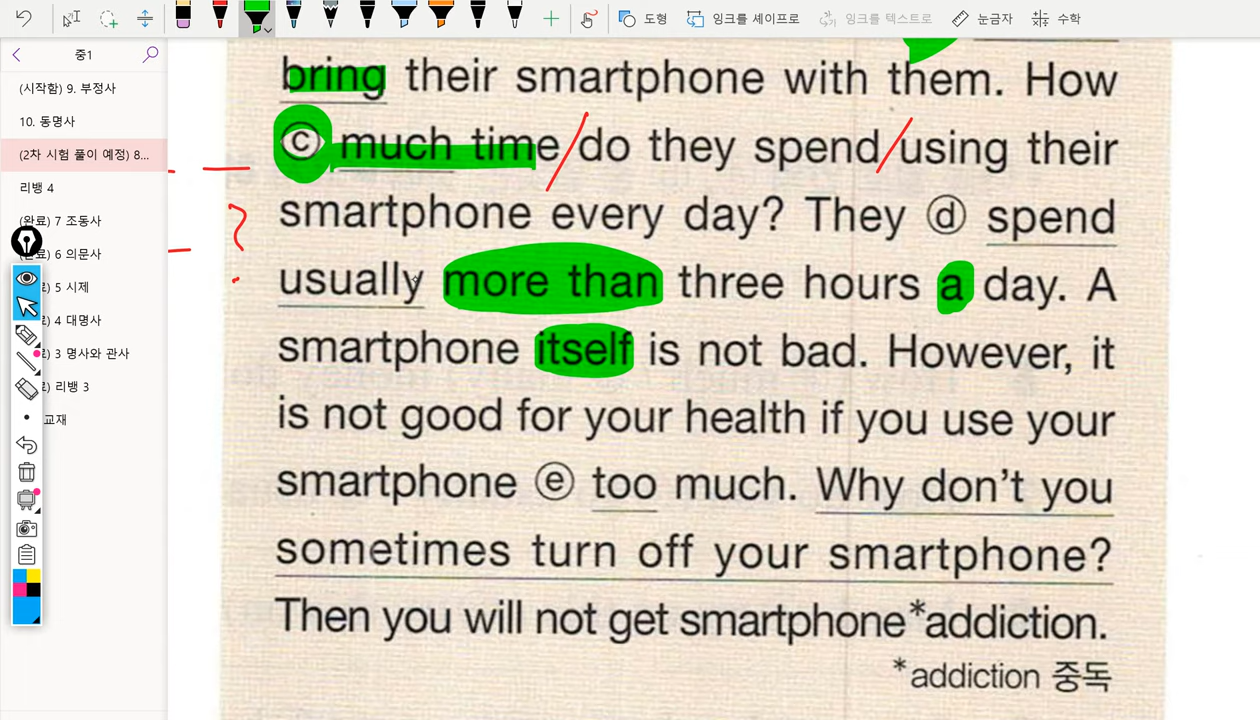 도형
잉크를 셰이프로
잉크를 텍스트로
눈금자
수학
중1
(시작함) 9. 부정사
10. 동명사
(2차 시험 풀이 예정) 8...
리뱅 4
(완료) 7 조동사
료) 6 의문사
) 5 시제
) 4 대명사
료) 3 명사와 관사
료) 리뱅 3
교재
bring their smartphone with them. How
ⓒ much time do they spend using their
smartphone every day? They ⓓ spend
usually more than three hours a day. A
smartphone itself is not bad. However, it
is not good for your health if you use your
smartphone ⓔ too much. Why don't you
sometimes turn off your smartphone?
Then you will not get smartphone*addiction.
*addiction 중독